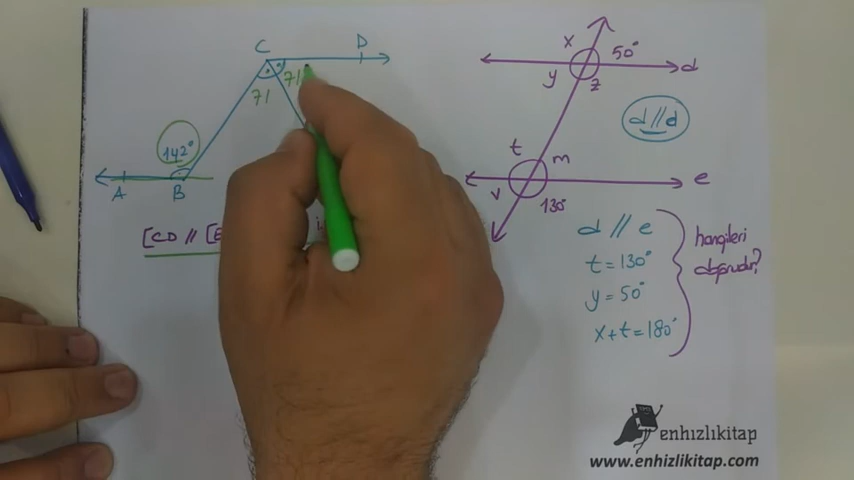 C
D
71
71
142°
A
B
[CD // [
x
50°
y
z
d
d//d
t
m
v
130°
e
d // e
t = 130°
y = 50°
x+t = 180°
hangileri
doğrudur?
enhızlıkitap
www.enhizlikitap.com